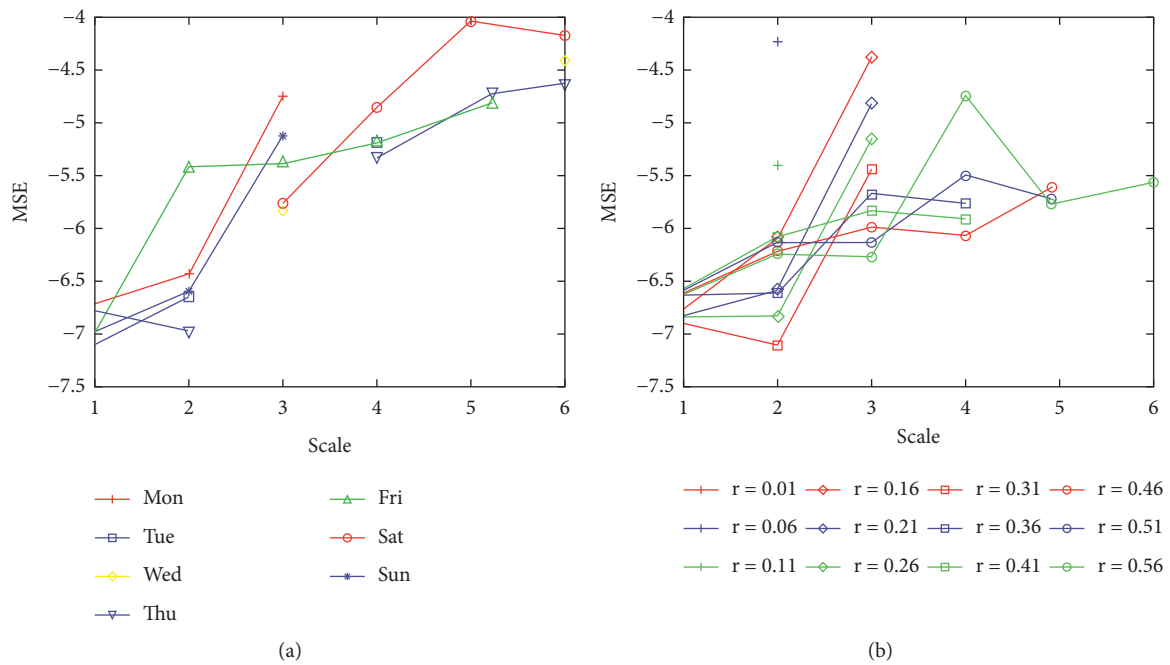 −4
−4.5
−5
−5.5
−6
−6.5
−7
−7.5
MSE
1 2 3 4 5 6
Scale
Mon
Tue
Wed
Thu
Fri
Sat
Sun
(a)
−4
−4.5
−5
−5.5
−6
−6.5
−7
−7.5
MSE
1 2 3 4 5 6
Scale
r = 0.01 r = 0.16 r = 0.31 r = 0.46
r = 0.06 r = 0.21 r = 0.36 r = 0.51
r = 0.11 r = 0.26 r = 0.41 r = 0.56
(b)